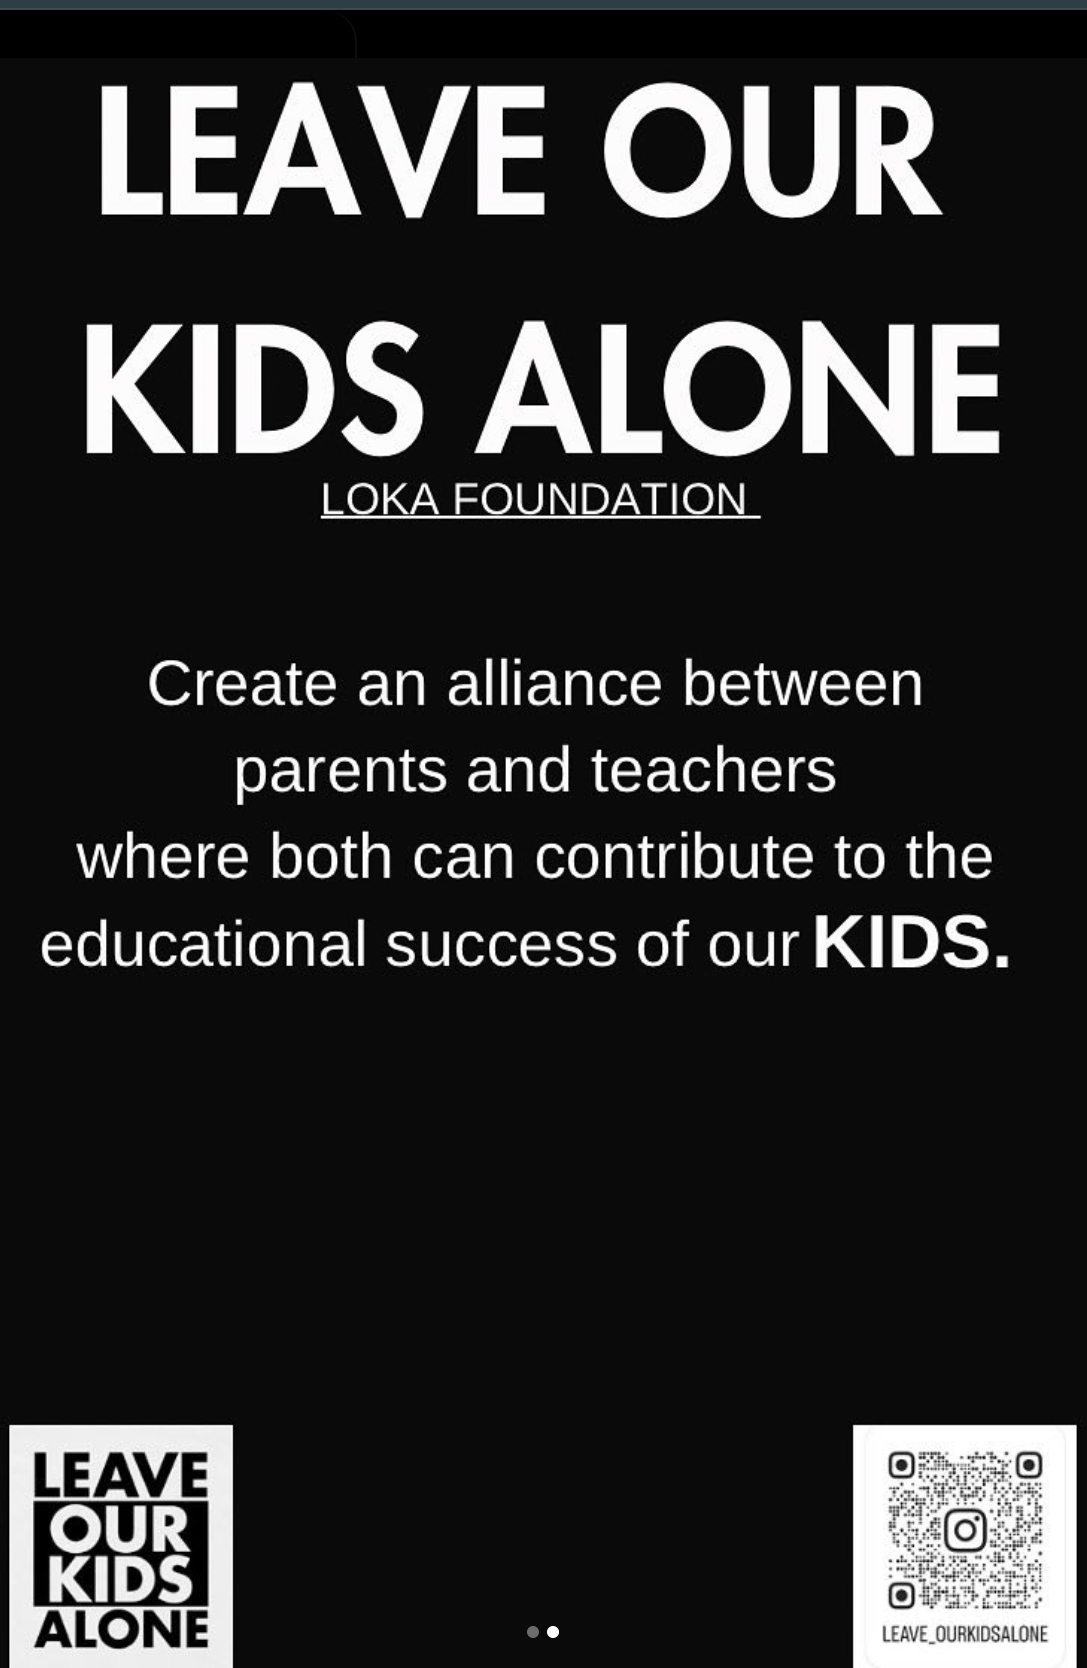 LEAVE OUR
KIDS ALONE
LOKA FOUNDATION
Create an alliance between
parents and teachers
where both can contribute to the
educational success of our KIDS.
LEAVE
OUR
KIDS
ALONE
LEAVE_OURKIDSALONE